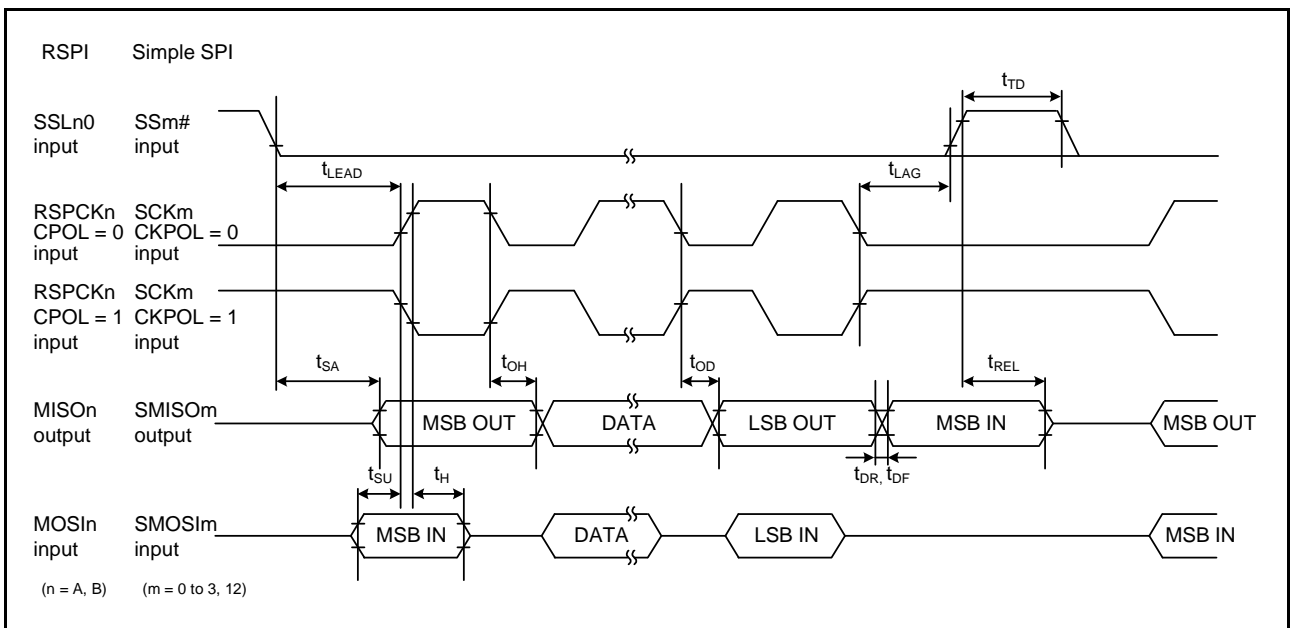 RSPI Simple SPI
tTD
SSLn0 SSm#
input input
tLEAD tLAG
RSPCKn SCKm
CPOL = 0 CKPOL = 0
input input
RSPCKn SCKm
CPOL = 1 CKPOL = 1
input input
tSA tOH tOD tREL
MISOn SMISOm
output output
MSB OUT DATA LSB OUT MSB IN MSB OUT
tDR, tDF
tSU tH
MOSIn SMOSIm
input input
MSB IN DATA LSB IN MSB IN
(n = A, B) (m = 0 to 3, 12)